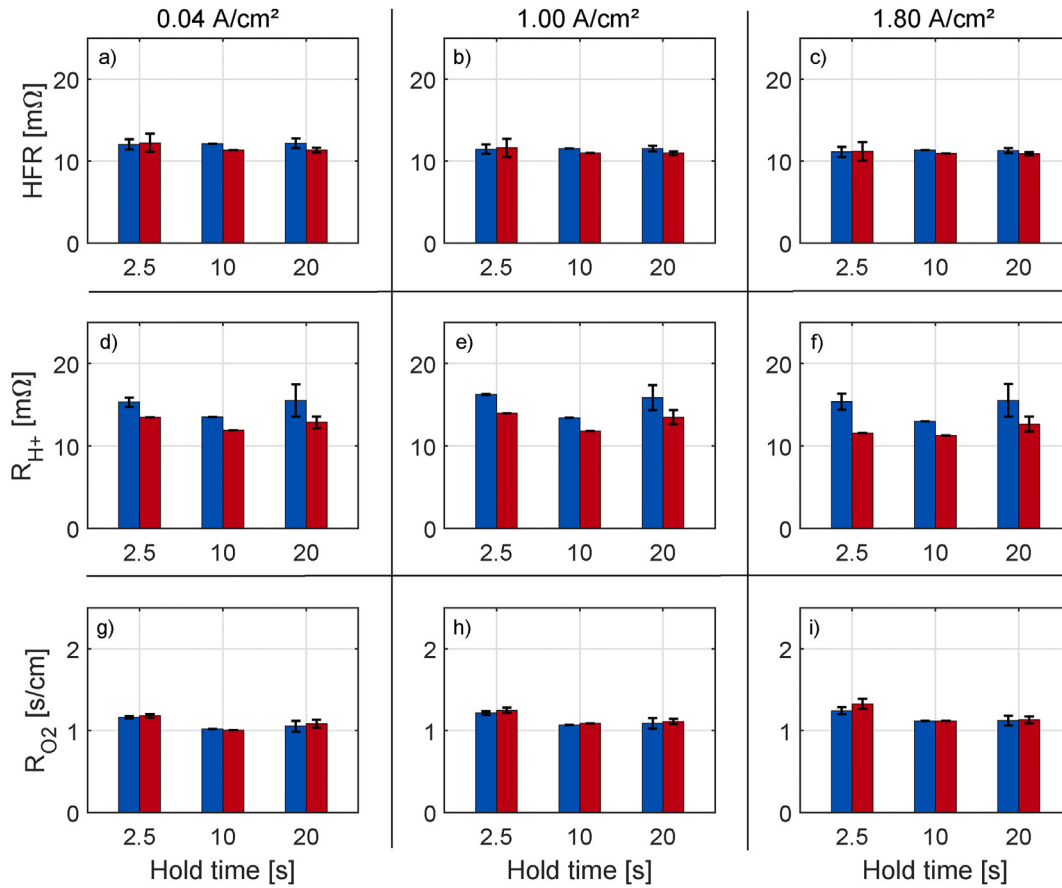 0.04 A/cm²
1.00 A/cm²
1.80 A/cm²
HFR [mΩ]
a)
20
10
0
2.5 10 20
b)
20
10
0
2.5 10 20
c)
20
10
0
2.5 10 20
R_H+ [mΩ]
d)
20
10
0
2.5 10 20
e)
20
10
0
2.5 10 20
f)
20
10
0
2.5 10 20
R_O2 [s/cm]
g)
2
1
0
2.5 10 20
Hold time [s]
h)
2
1
0
2.5 10 20
Hold time [s]
i)
2
1
0
2.5 10 20
Hold time [s]